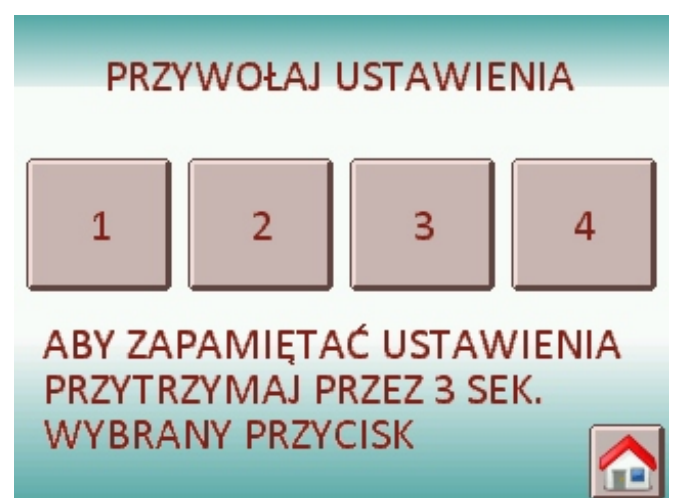 PRZYWOŁAJ USTAWIENIA
1 2 3 4
ABY ZAPAMIĘTAĆ USTAWIENIA
PRZYTRZYMAJ PRZEZ 3 SEK.
WYBRANY PRZYCISK